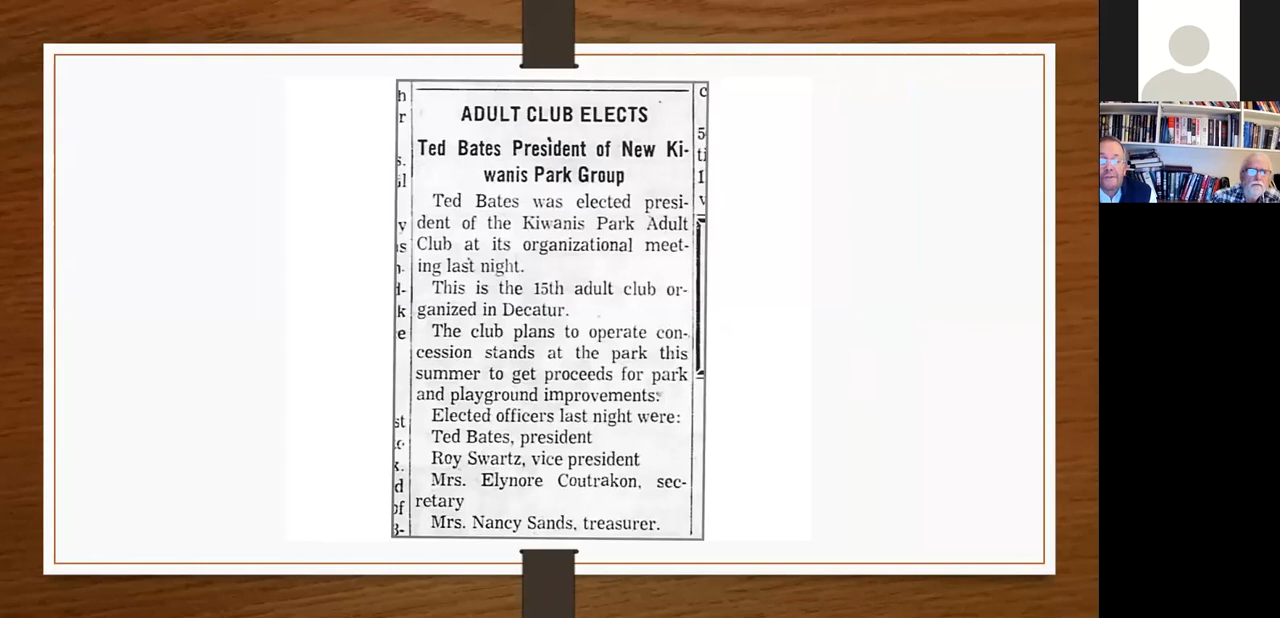 ADULT CLUB ELECTS
Ted Bates President of New Ki-
wanis Park Group
Ted Bates was elected presi-
dent of the Kiwanis Park Adult
Club at its organizational meet-
ing last night.
This is the 15th adult club or-
ganized in Decatur.
The club plans to operate con-
cession stands at the park this
summer to get proceeds for park
and playground improvements.
Elected officers last night were:
Ted Bates, president
Roy Swartz, vice president
Mrs. Elynore Coutrakon, sec-
retary
Mrs. Nancy Sands, treasurer.